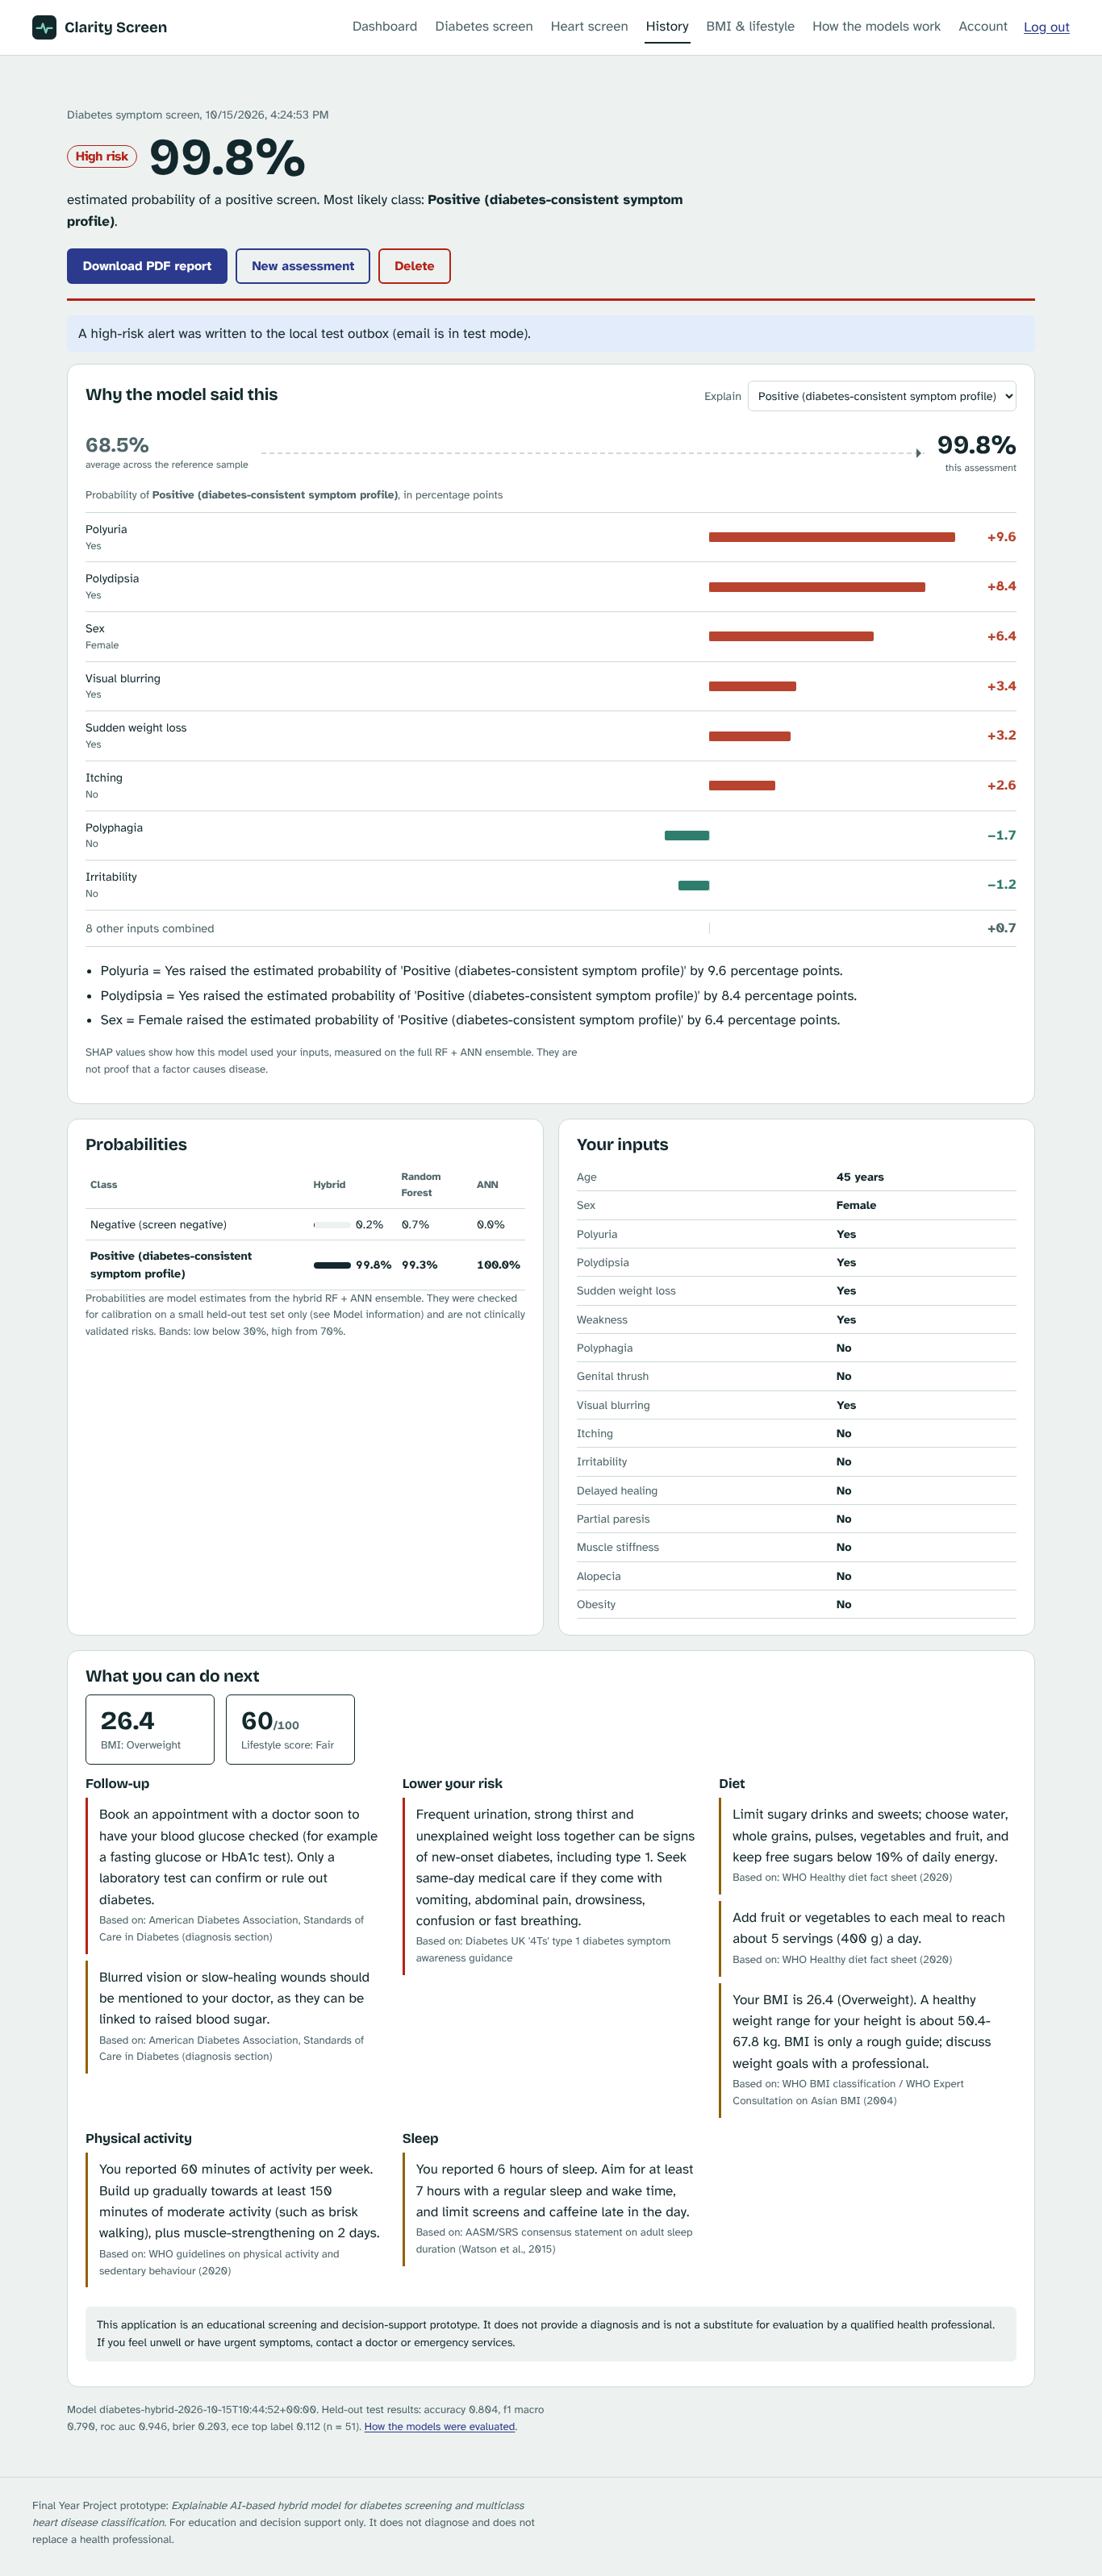 Clarity Screen
Dashboard
Diabetes screen
Heart screen
History
BMI & lifestyle
How the models work
Account
Log out
Diabetes symptom screen, 10/15/2026, 4:24:53 PM
High risk 99.8%
estimated probability of a positive screen. Most likely class: Positive (diabetes-consistent symptom
profile).
Download PDF report
New assessment
Delete
A high-risk alert was written to the local test outbox (email is in test mode).
Why the model said this
Explain Positive (diabetes-consistent symptom profile)
68.5%
average across the reference sample
99.8%
this assessment
Probability of Positive (diabetes-consistent symptom profile), in percentage points
Polyuria
Yes
+9.6
Polydipsia
Yes
+8.4
Sex
Female
+6.4
Visual blurring
Yes
+3.4
Sudden weight loss
Yes
+3.2
Itching
No
+2.6
Polyphagia
No
−1.7
Irritability
No
−1.2
8 other inputs combined
+0.7
• Polyuria = Yes raised the estimated probability of 'Positive (diabetes-consistent symptom profile)' by 9.6 percentage points.
• Polydipsia = Yes raised the estimated probability of 'Positive (diabetes-consistent symptom profile)' by 8.4 percentage points.
• Sex = Female raised the estimated probability of 'Positive (diabetes-consistent symptom profile)' by 6.4 percentage points.
SHAP values show how this model used your inputs, measured on the full RF + ANN ensemble. They are
not proof that a factor causes disease.
Probabilities
Class Hybrid Random Forest ANN
Negative (screen negative) 0.2% 0.7% 0.0%
Positive (diabetes-consistent
symptom profile) 99.8% 99.3% 100.0%
Probabilities are model estimates from the hybrid RF + ANN ensemble. They were checked
for calibration on a small held-out test set only (see Model information) and are not clinically
validated risks. Bands: low below 30%, high from 70%.
Your inputs
Age 45 years
Sex Female
Polyuria Yes
Polydipsia Yes
Sudden weight loss Yes
Weakness Yes
Polyphagia No
Genital thrush No
Visual blurring Yes
Itching No
Irritability No
Delayed healing No
Partial paresis No
Muscle stiffness No
Alopecia No
Obesity No
What you can do next
26.4
BMI: Overweight
60/100
Lifestyle score: Fair
Follow-up
Book an appointment with a doctor soon to
have your blood glucose checked (for example
a fasting glucose or HbA1c test). Only a
laboratory test can confirm or rule out
diabetes.
Based on: American Diabetes Association, Standards of
Care in Diabetes (diagnosis section)
Blurred vision or slow-healing wounds should
be mentioned to your doctor, as they can be
linked to raised blood sugar.
Based on: American Diabetes Association, Standards of
Care in Diabetes (diagnosis section)
Lower your risk
Frequent urination, strong thirst and
unexplained weight loss together can be signs
of new-onset diabetes, including type 1. Seek
same-day medical care if they come with
vomiting, abdominal pain, drowsiness,
confusion or fast breathing.
Based on: Diabetes UK '4Ts' type 1 diabetes symptom
awareness guidance
Diet
Limit sugary drinks and sweets; choose water,
whole grains, pulses, vegetables and fruit, and
keep free sugars below 10% of daily energy.
Based on: WHO Healthy diet fact sheet (2020)
Add fruit or vegetables to each meal to reach
about 5 servings (400 g) a day.
Based on: WHO Healthy diet fact sheet (2020)
Your BMI is 26.4 (Overweight). A healthy
weight range for your height is about 50.4-
67.8 kg. BMI is only a rough guide; discuss
weight goals with a professional.
Based on: WHO BMI classification / WHO Expert
Consultation on Asian BMI (2004)
Physical activity
You reported 60 minutes of activity per week.
Build up gradually towards at least 150
minutes of moderate activity (such as brisk
walking), plus muscle-strengthening on 2 days.
Based on: WHO guidelines on physical activity and
sedentary behaviour (2020)
Sleep
You reported 6 hours of sleep. Aim for at least
7 hours with a regular sleep and wake time,
and limit screens and caffeine late in the day.
Based on: AASM/SRS consensus statement on adult sleep
duration (Watson et al., 2015)
This application is an educational screening and decision-support prototype. It does not provide a diagnosis and is not a substitute for evaluation by a qualified health professional.
If you feel unwell or have urgent symptoms, contact a doctor or emergency services.
Model diabetes-hybrid-2026-10-15T10:44:52+00:00. Held-out test results: accuracy 0.804, f1 macro
0.790, roc auc 0.946, brier 0.203, ece top label 0.112 (n = 51). How the models were evaluated.
Final Year Project prototype: Explainable AI-based hybrid model for diabetes screening and multiclass
heart disease classification. For education and decision support only. It does not diagnose and does not
replace a health professional.